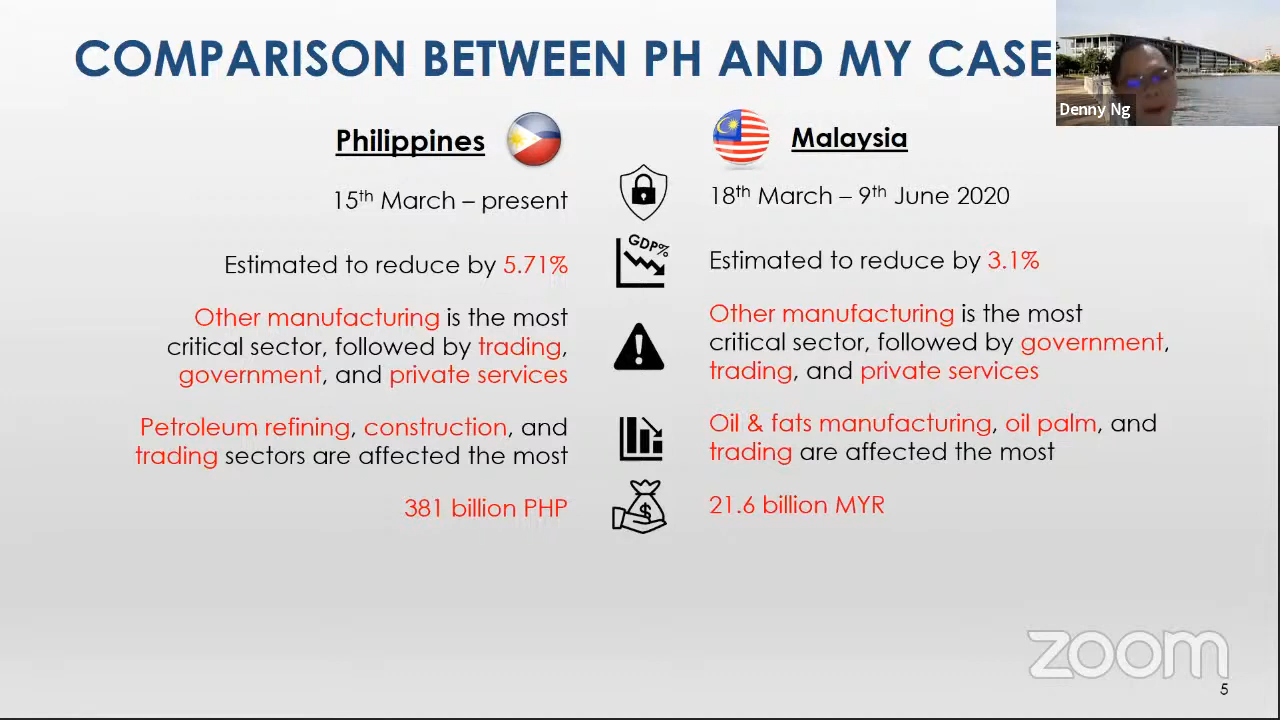 COMPARISON BETWEEN PH AND MY CASE
Denny Ng
Philippines
15th March – present
Estimated to reduce by 5.71%
Other manufacturing is the most
critical sector, followed by trading,
government, and private services
Petroleum refining, construction, and
trading sectors are affected the most
381 billion PHP
GDP%
Malaysia
18th March – 9th June 2020
Estimated to reduce by 3.1%
Other manufacturing is the most
critical sector, followed by government,
trading, and private services
Oil & fats manufacturing, oil palm, and
trading are affected the most
21.6 billion MYR
zoom
5